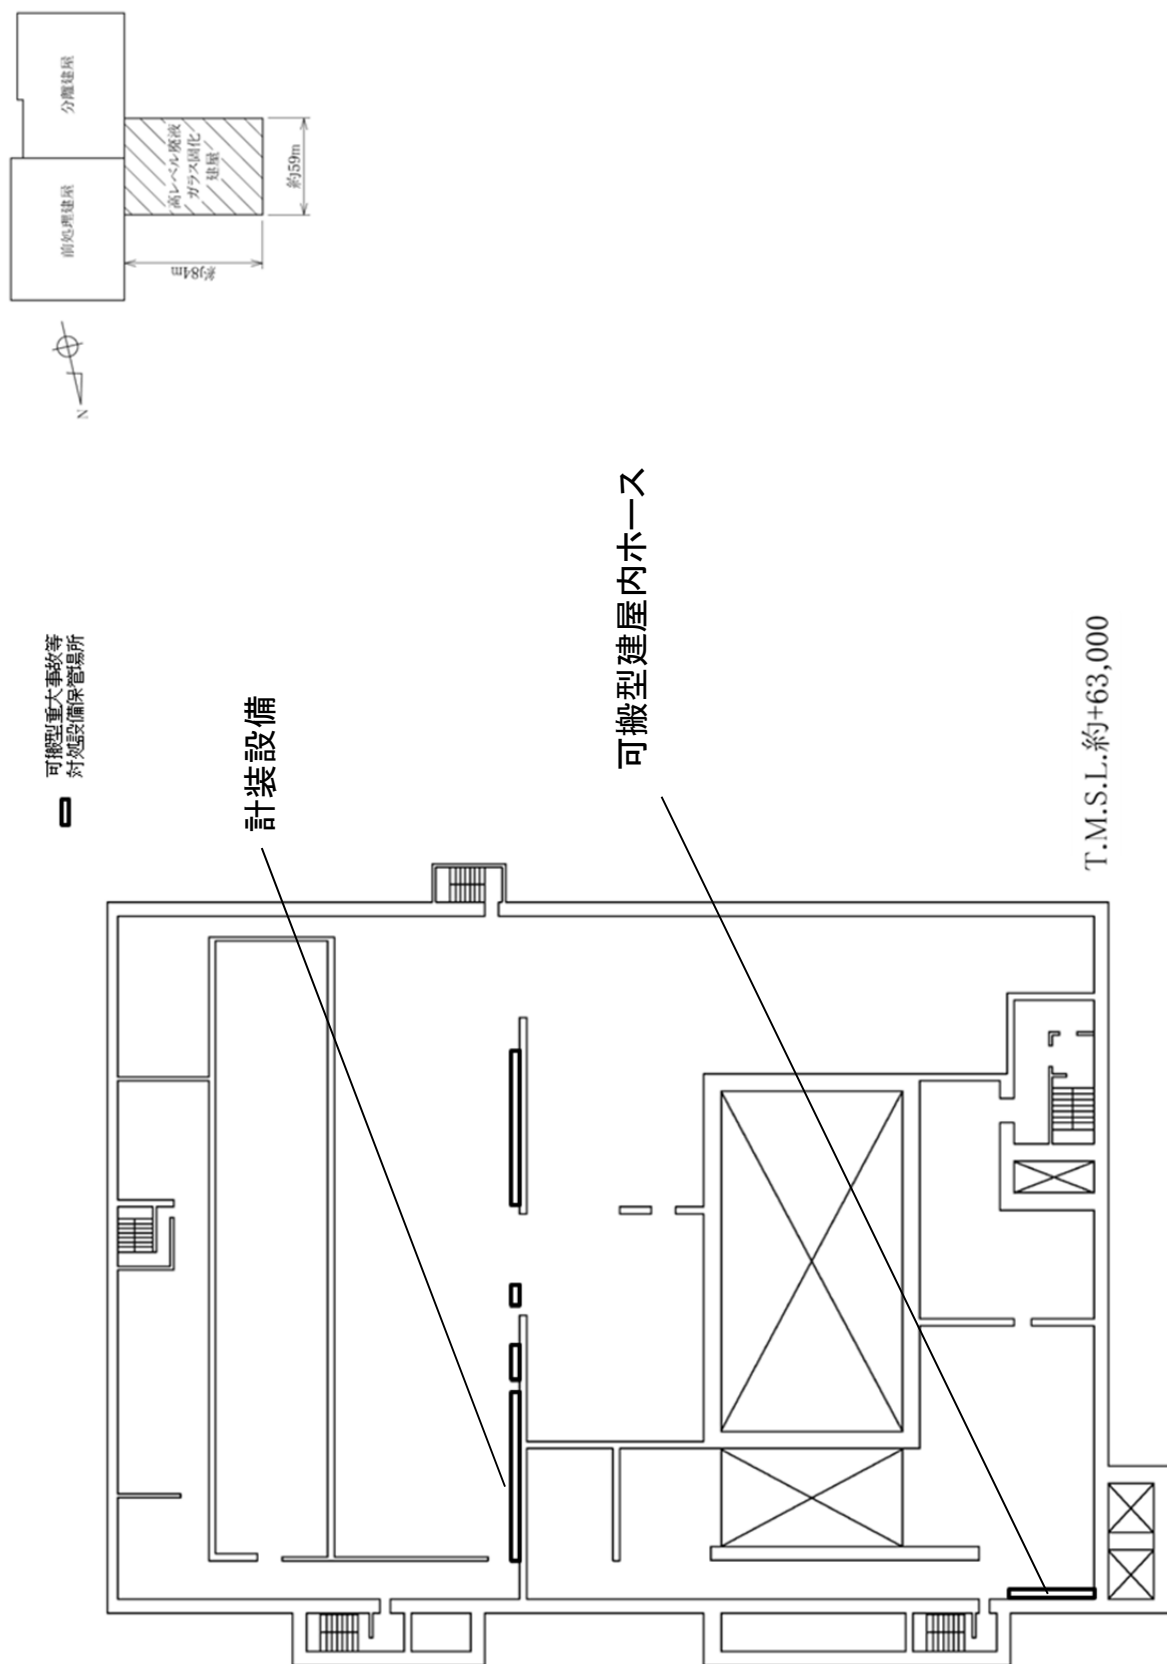 分離建屋
前処理建屋
高レベル廃液
ガラス固化
建屋
約59m
約84m
N
可搬型重大事故等
対処設備保管場所
計装設備
可搬型建屋内ホース
T.M.S.L.約+63,000